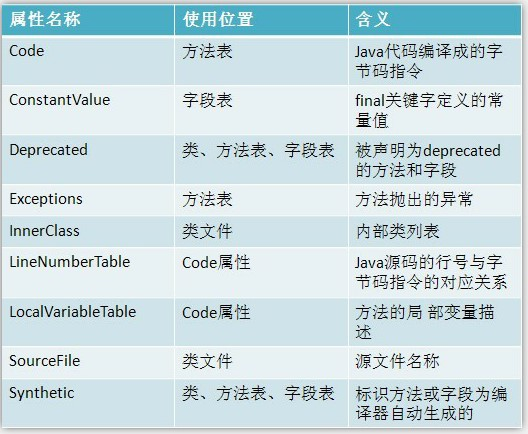 属性名称 使用位置 含义
Code 方法表 Java代码编译成的字
节码指令
ConstantValue 字段表 final关键字定义的常
量值
Deprecated 类、方法表、字段表 被声明为deprecated
的方法和字段
Exceptions 方法表 方法抛出的异常
InnerClass 类文件 内部类列表
LineNumberTable Code属性 Java源码的行号与字
节码指令的对应关系
LocalVariableTable Code属性 方法的局 部变量描
述
SourceFile 类文件 源文件名称
Synthetic 类、方法表、字段表 标识方法或字段为编
译器自动生成的